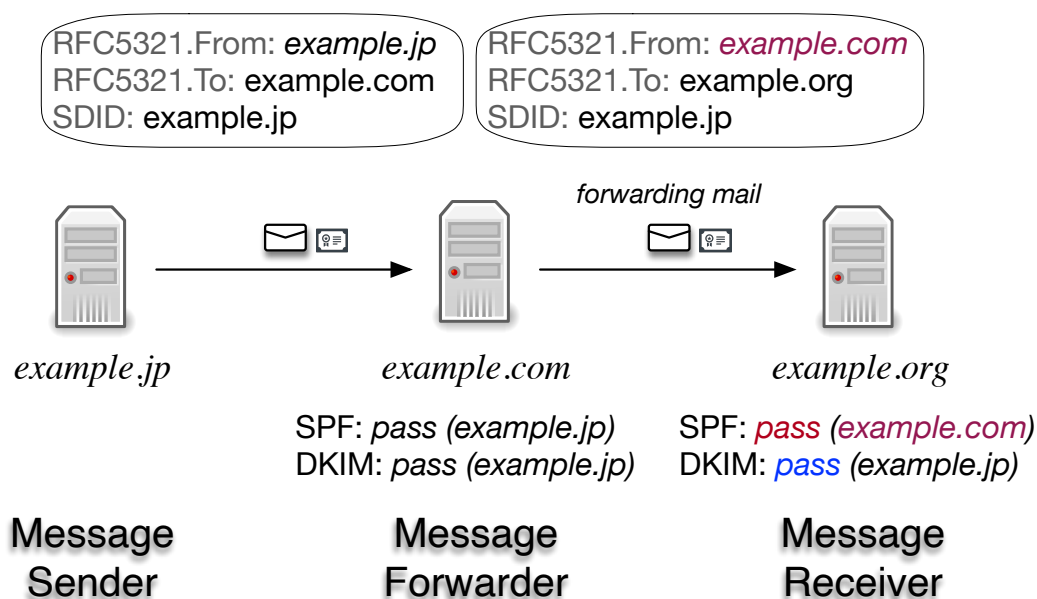 RFC5321.From: example.jp
RFC5321.To: example.com
SDID: example.jp
RFC5321.From: example.com
RFC5321.To: example.org
SDID: example.jp
forwarding mail
example.jp
example.com
example.org
SPF: pass (example.jp)
DKIM: pass (example.jp)
SPF: pass (example.com)
DKIM: pass (example.jp)
Message
Sender
Message
Forwarder
Message
Receiver